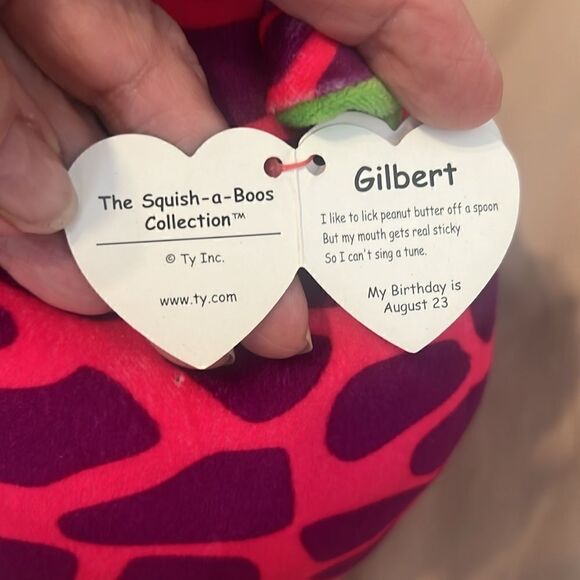 The Squish-a-Boos
Collection™
© Ty Inc.
www.ty.com
Gilbert
I like to lick peanut butter off a spoon
But my mouth gets real sticky
So I can't sing a tune.
My Birthday is
August 23